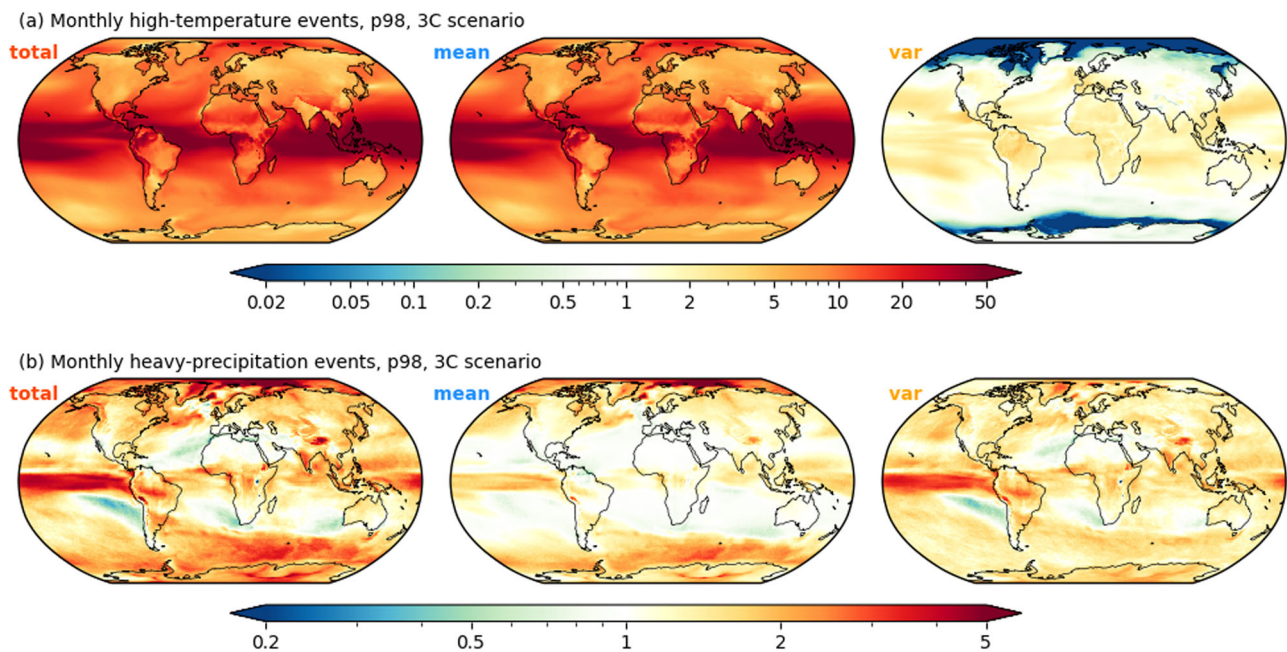 (a) Monthly high-temperature events, p98, 3C scenario
total mean var
0.02 0.05 0.1 0.2 0.5 1 2 5 10 20 50
(b) Monthly heavy-precipitation events, p98, 3C scenario
total mean var
0.2 0.5 1 2 5